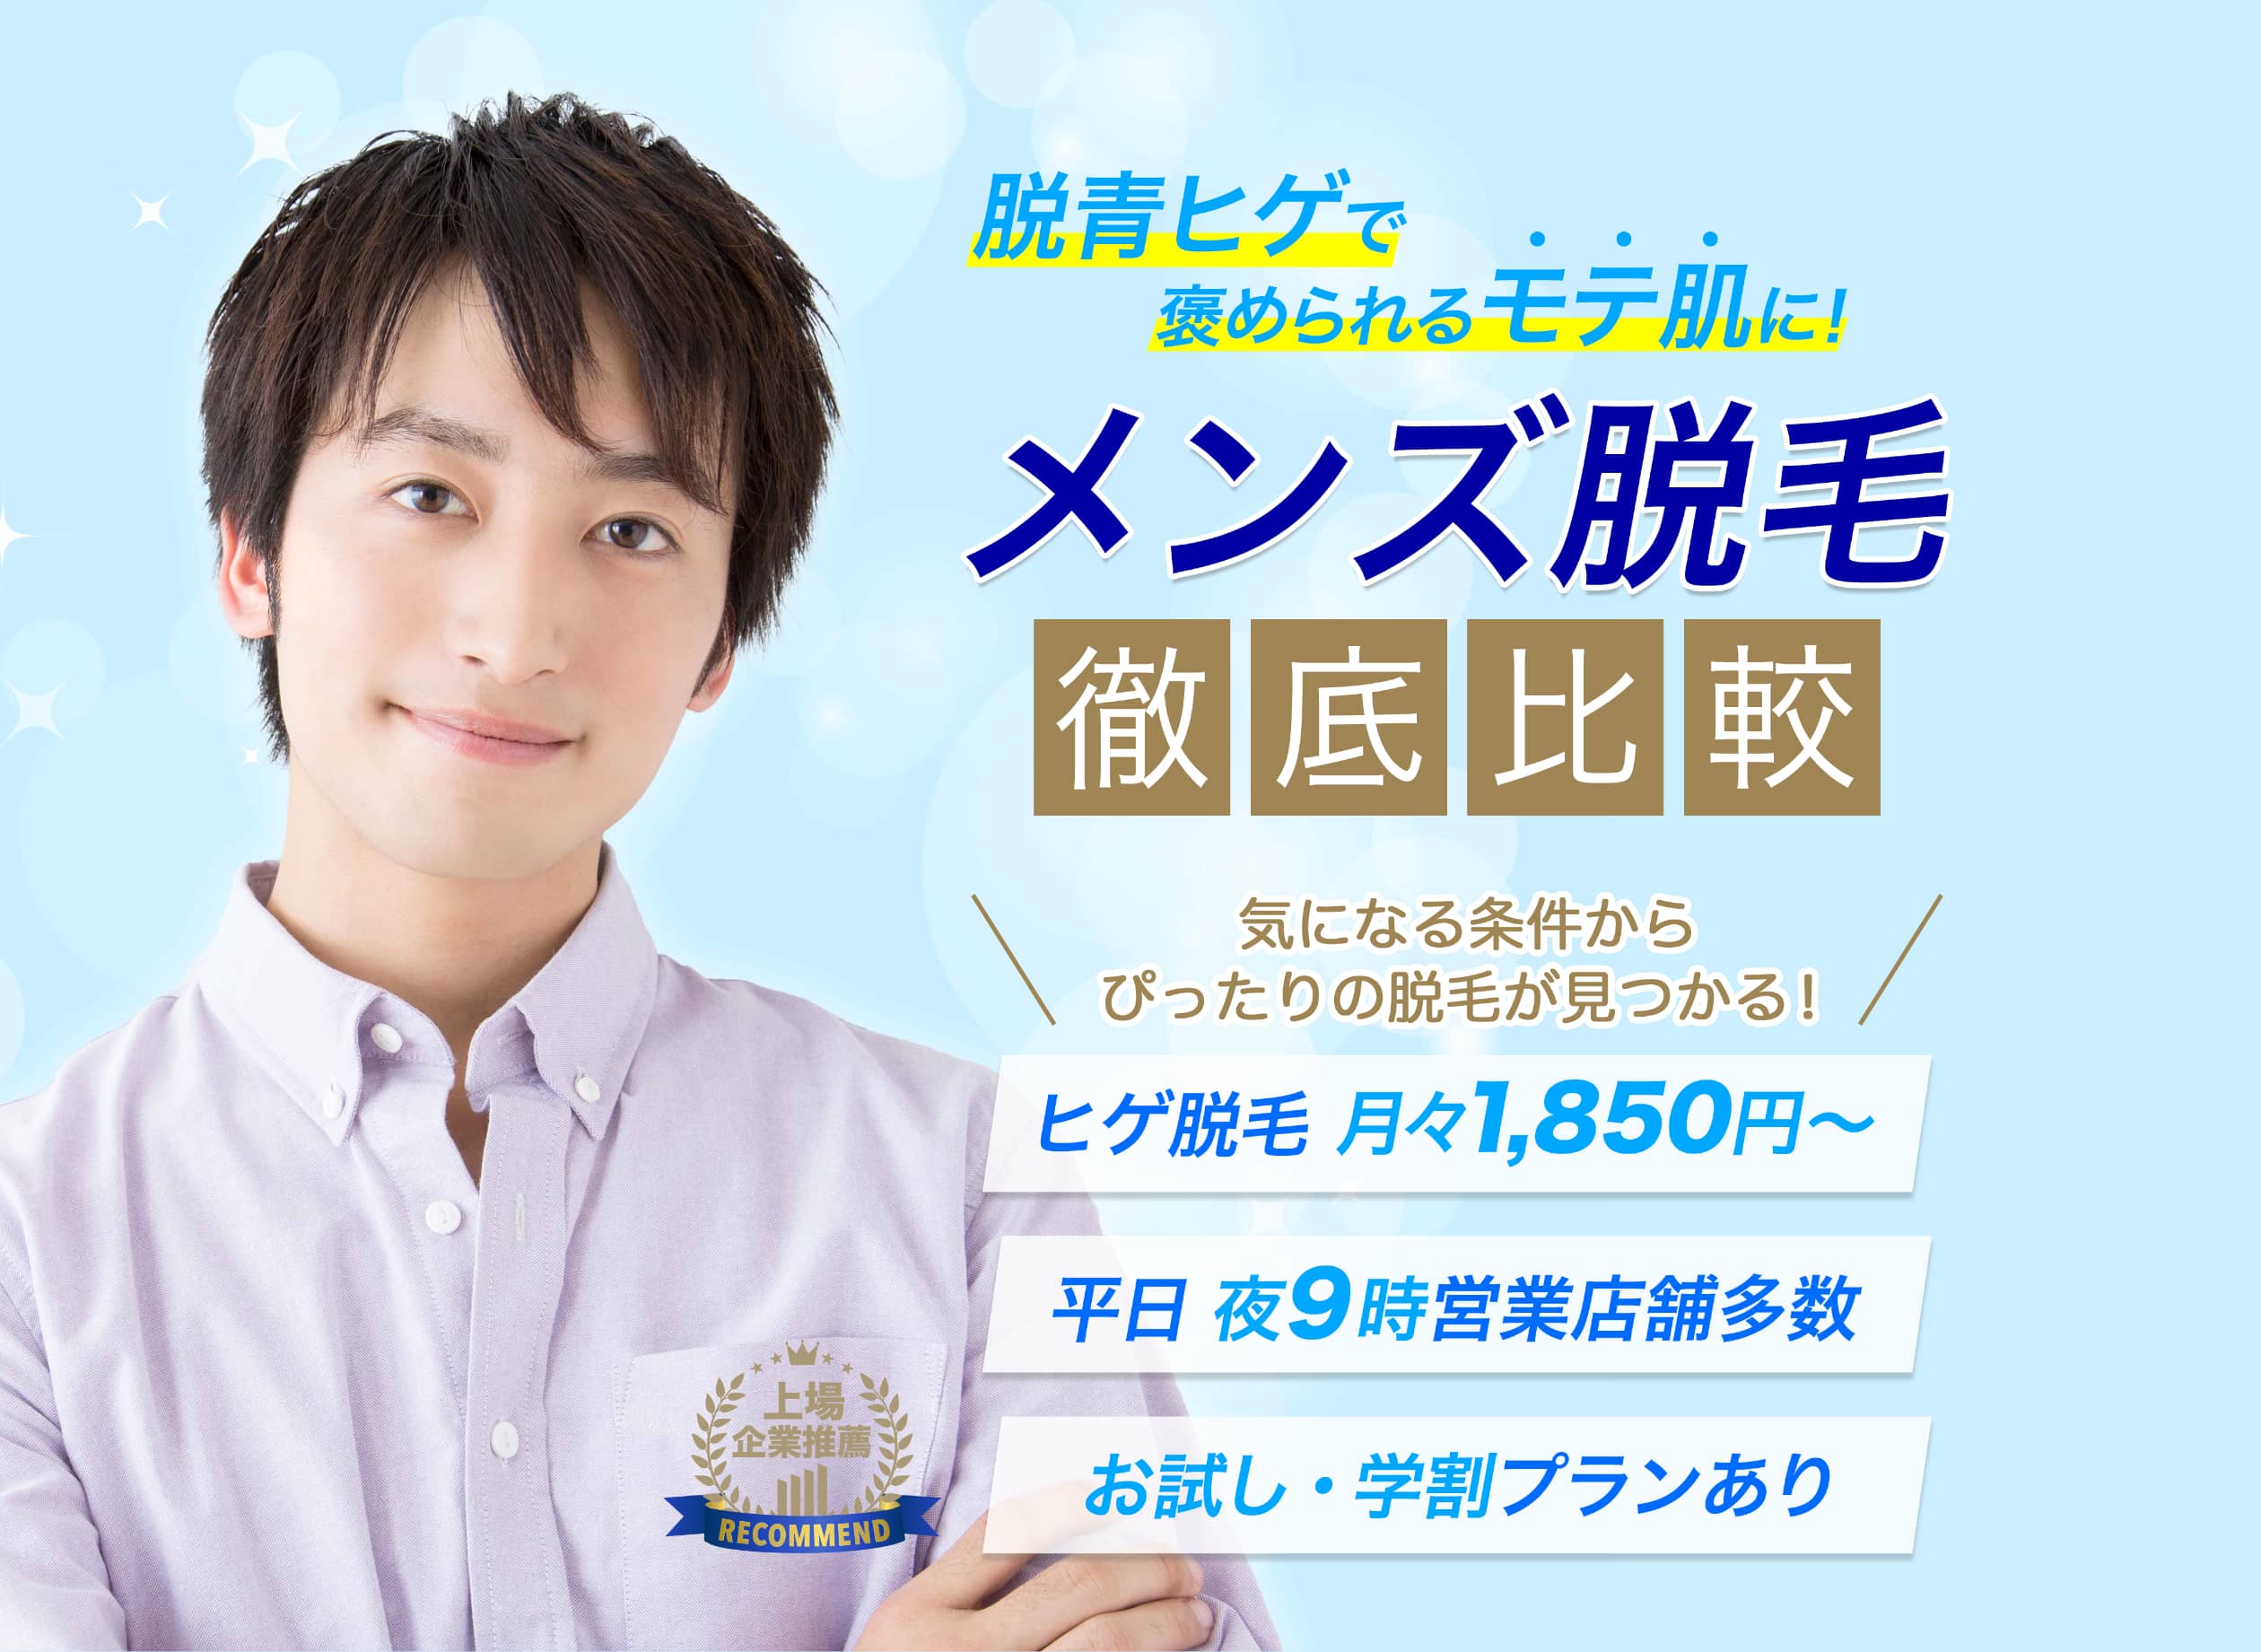 脱青ヒゲで
褒められるモテ肌に！
メンズ脱毛
徹底比較
気になる条件から
ぴったりの脱毛が見つかる！
ヒゲ脱毛 月々1,850円～
平日 夜9時営業店舗多数
お試し・学割プランあり
上場
企業推薦
RECOMMEND